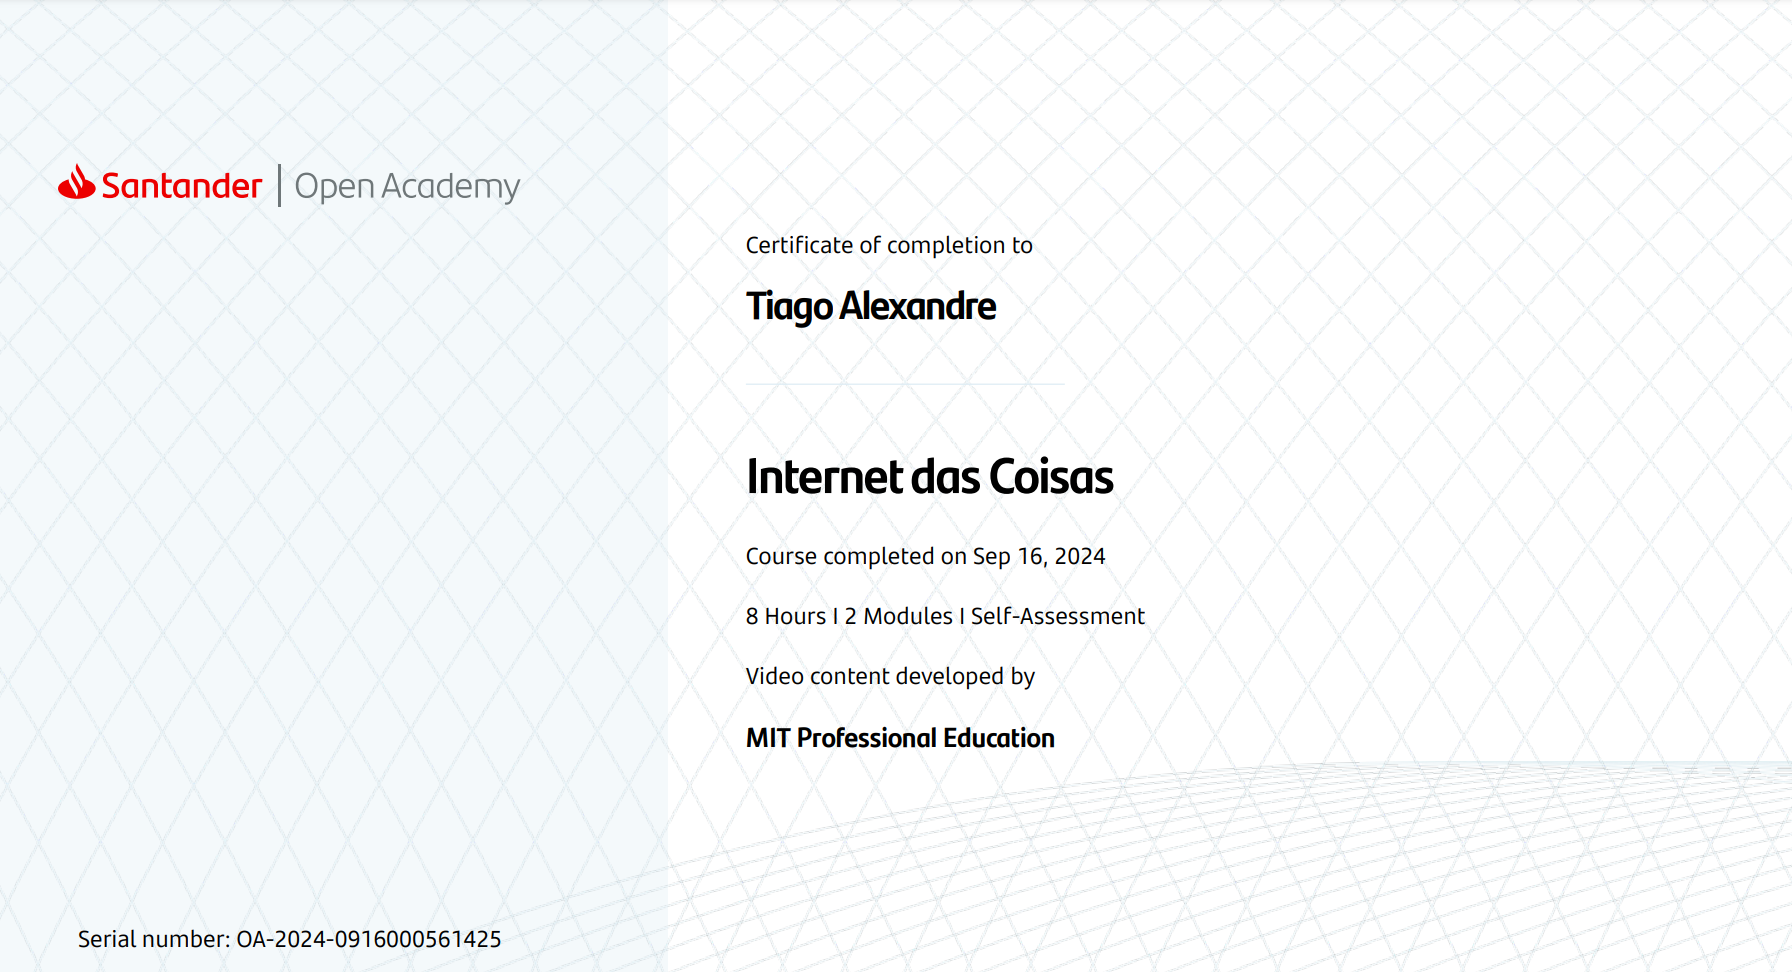 Santander | Open Academy
Certificate of completion to
Tiago Alexandre
Internet das Coisas
Course completed on Sep 16, 2024
8 Hours I 2 Modules I Self-Assessment
Video content developed by
MIT Professional Education
Serial number: OA-2024-0916000561425